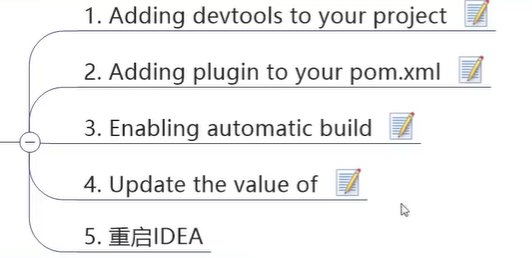 1. Adding devtools to your project
2. Adding plugin to your pom.xml
3. Enabling automatic build
4. Update the value of
5. 重启IDEA